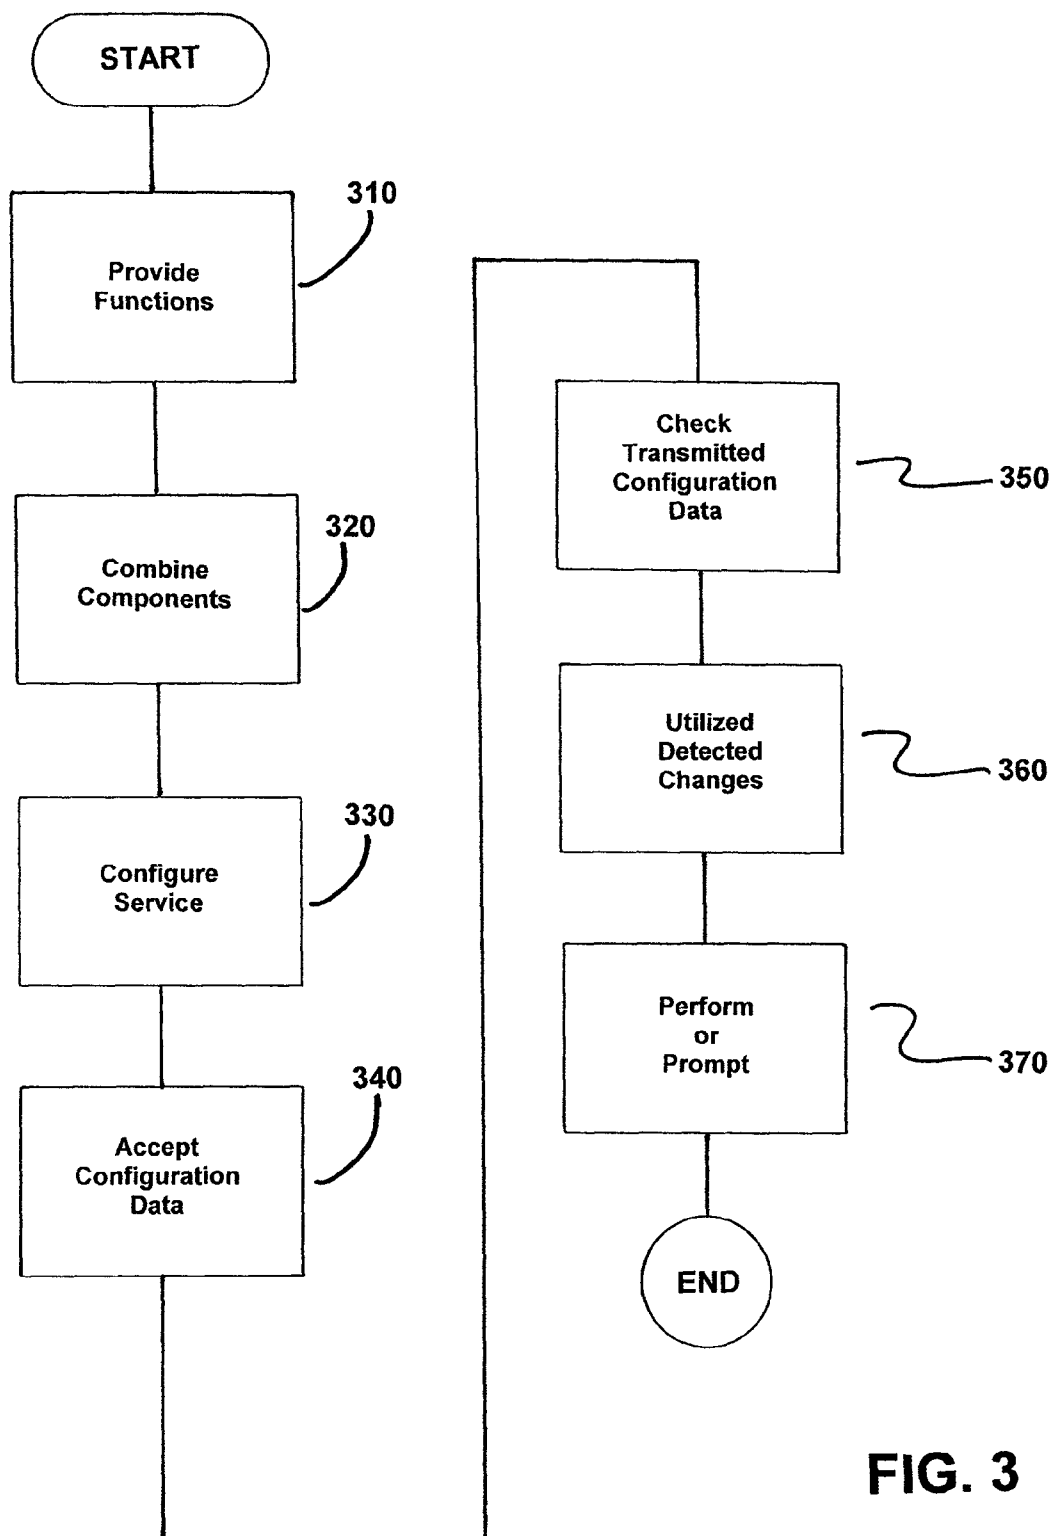 START
310
Provide
Functions
320
Combine
Components
330
Configure
Service
340
Accept
Configuration
Data
Check
Transmitted
Configuration
Data
350
Utilized
Detected
Changes
360
Perform
or
Prompt
370
END
FIG. 3